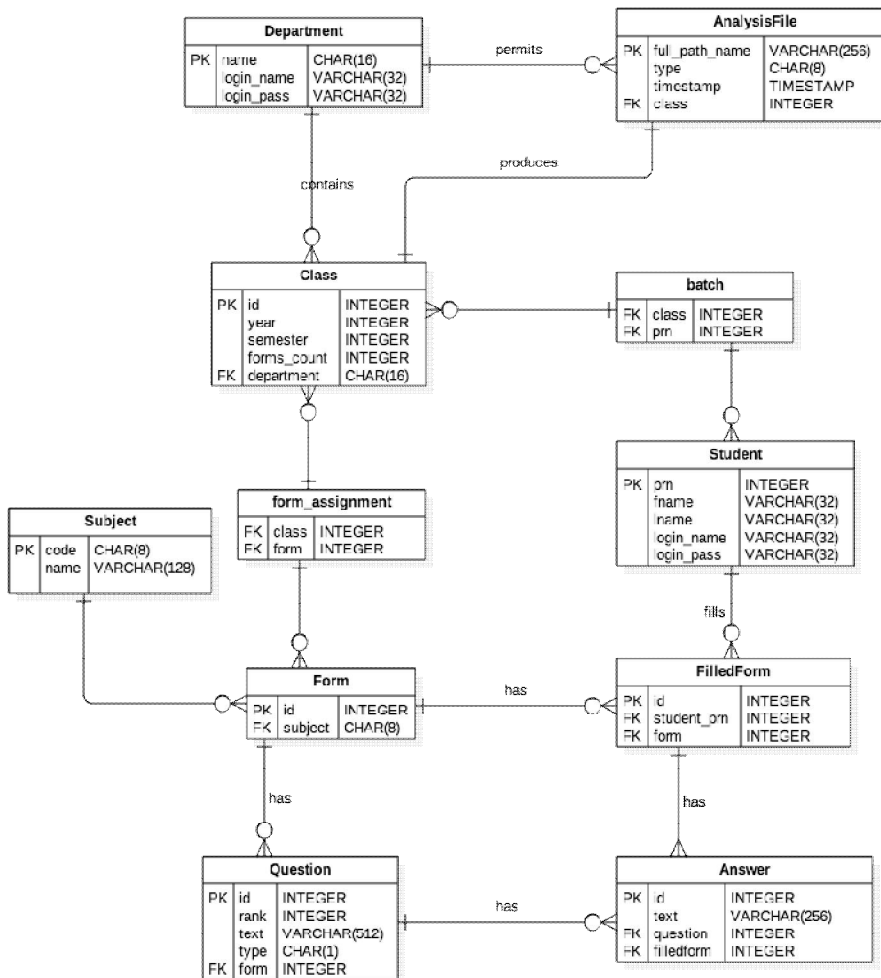 Department
PK name CHAR(16)
login_name VARCHAR(32)
login_pass VARCHAR(32)
permits
AnalysisFile
PK full_path_name VARCHAR(256)
type CHAR(8)
timestamp TIMESTAMP
FK class INTEGER
contains
produces
Class
PK id INTEGER
year INTEGER
semester INTEGER
forms_count INTEGER
FK department CHAR(16)
batch
FK class INTEGER
FK prn INTEGER
Student
PK prn INTEGER
fname VARCHAR(32)
lname VARCHAR(32)
login_name VARCHAR(32)
login_pass VARCHAR(32)
form_assignment
FK class INTEGER
FK form INTEGER
Subject
PK code CHAR(8)
name VARCHAR(128)
fills
Form
PK id INTEGER
FK subject CHAR(8)
has
FilledForm
PK id INTEGER
FK student_prn INTEGER
FK form INTEGER
has
has
Question
PK id INTEGER
rank INTEGER
text VARCHAR(512)
type CHAR(1)
FK form INTEGER
has
Answer
PK id INTEGER
text VARCHAR(256)
FK question INTEGER
FK filledform INTEGER